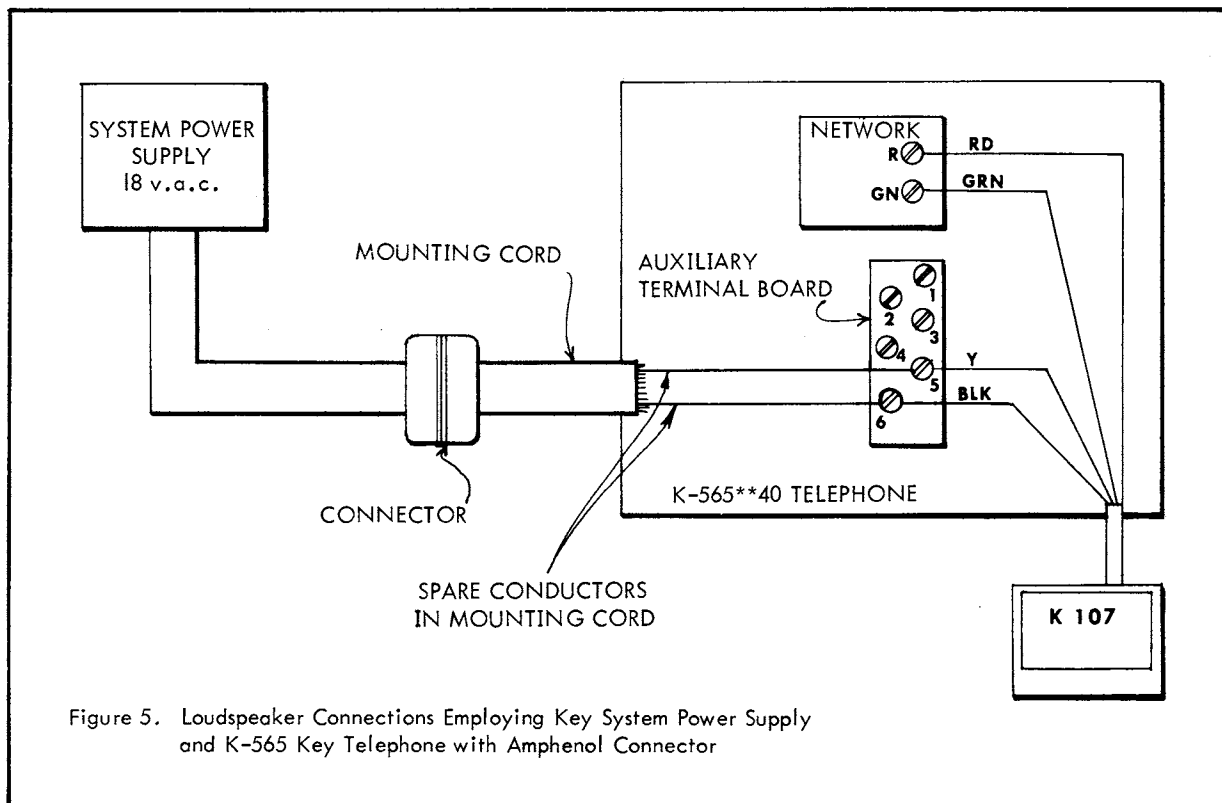 SYSTEM POWER
SUPPLY
18 v.a.c.
MOUNTING CORD
CONNECTOR
SPARE CONDUCTORS
IN MOUNTING CORD
NETWORK
R
RD
GN
GRN
AUXILIARY
TERMINAL BOARD
1
2
3
4
5
Y
6
BLK
K-565**40 TELEPHONE
K 107
Figure 5. Loudspeaker Connections Employing Key System Power Supply
and K-565 Key Telephone with Amphenol Connector